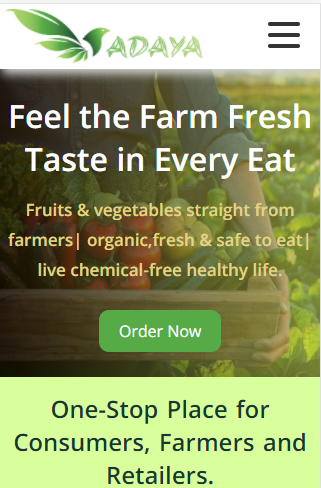 ADAYA
Feel the Farm Fresh
Taste in Every Eat
Fruits & vegetables straight from
farmers| organic,fresh & safe to eat|
live chemical-free healthy life.
Order Now
One-Stop Place for
Consumers, Farmers and
Retailers.